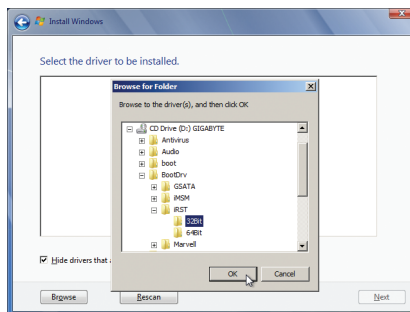 Install Windows
Select the driver to be installed.
Browse for Folder
Browse to the driver(s), and then click OK
CD Drive (D:) GIGABYTE
Antivirus
Audio
boot
BootDrv
GSATA
iMSM
iRST
32Bit
64Bit
Marvell
Hide drivers that
OK
Cancel
Browse
Rescan
Next